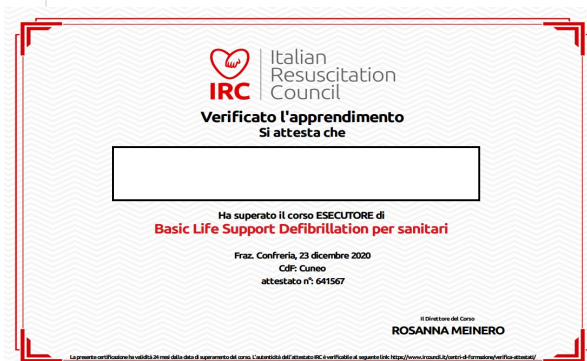 IRC
Italian
Resuscitation
Council
Verificato l'apprendimento
Si attesta che
Ha superato il corso ESECUTORE di
Basic Life Support Defibrillation per sanitari
Fraz. Confreria, 23 dicembre 2020
CdF: Cuneo
attestato n°: 641567
Il Direttore del Corso
ROSANNA MEINERO
La presente certificazione ha validità 24 mesi dalla data di superamento del corso. L'autenticità dell'attestato IRC è verificabile al seguente link: https://www.ircouncil.it/centri-di-formazione/verifica-attestati/